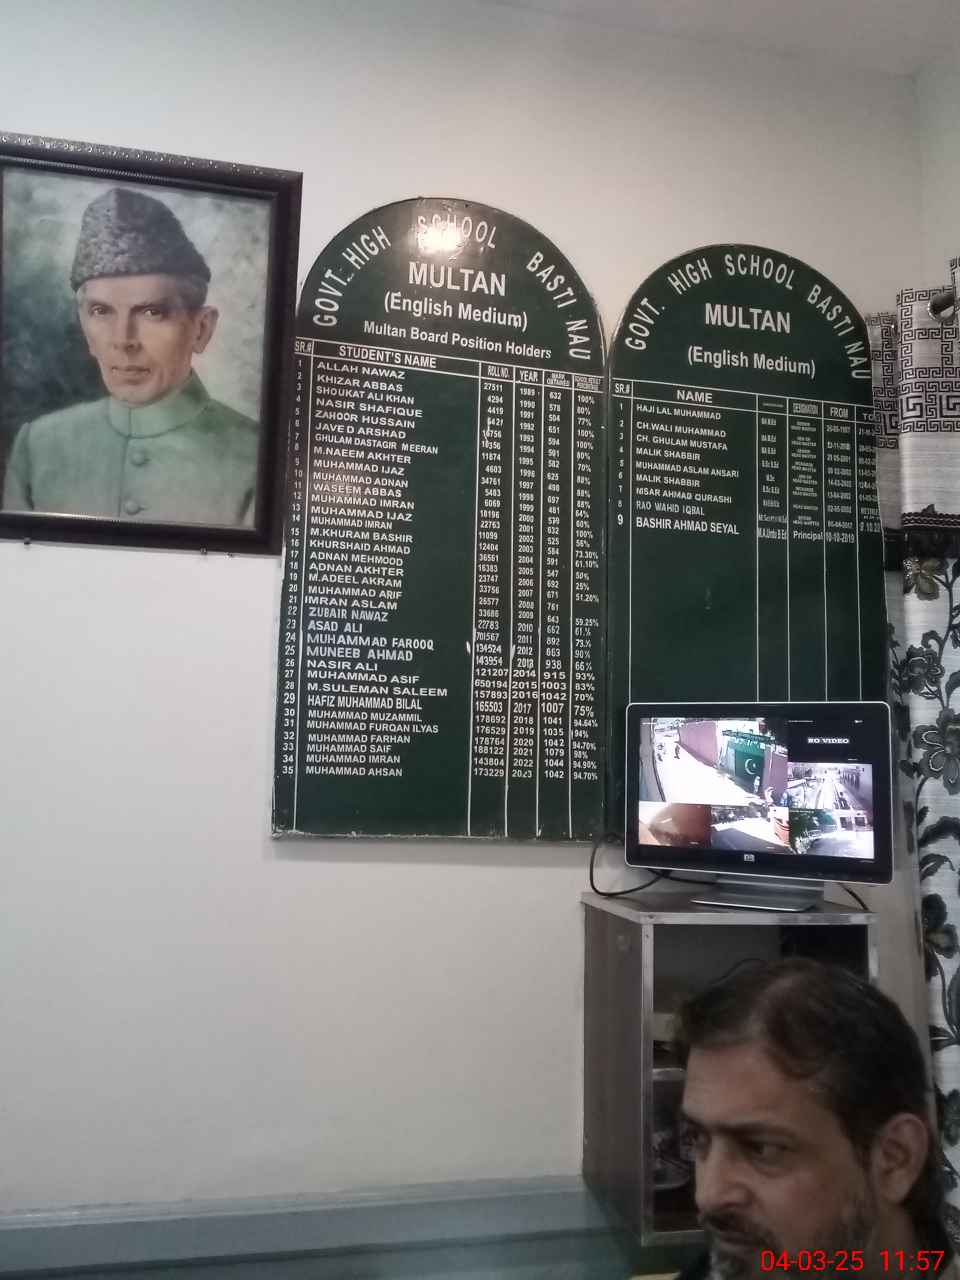 GOVT. HIGH SCHOOL BASTI NAU
MULTAN
(English Medium)
Multan Board Position Holders
SR.# STUDENT'S NAME ROLL NO. YEAR MARK OBTAINED SCHOOL RESULT PERCENTAGE
1 ALLAH NAWAZ 27511 1989 632 100%
2 KHIZAR ABBAS 4294 1990 578 80%
3 SHOUKAT ALI KHAN 4419 1991 504 77%
4 NASIR SHAFIQUE 1992 651 100%
5 ZAHOOR HUSSAIN 1993 594 100%
6 JAVED ARSHAD 1994 591 80%
7 GHULAM DASTAGIR MEERAN 11874 1995 582 70%
8 M.NAEEM AKHTER 4603 1996 625 88%
9 MUHAMMAD IJAZ 34761 1997 498 88%
10 MUHAMMAD ADNAN 5483 1998 697 88%
11 WASEEM ABBAS 6069 1999 481 64%
12 MUHAMMAD IMRAN 18196 2000 539 60%
13 MUHAMMAD IJAZ 22763 2001 632 100%
14 MUHAMMAD IMRAN 11099 2002 525 56%
15 M.KHURAM BASHIR 12404 2003 584 73.30%
16 KHURSHAID AHMAD 36561 2004 591 61.10%
17 ADNAN MEHMOOD 16383 2005 547 50%
18 ADNAN AKHTER 23747 2006 692 25%
19 M.ADEEL AKRAM 33756 2007 671 51.20%
20 MUHAMMAD ARIF 26577 2008 761
21 IMRAN ASLAM 33686 2009 643 59.25%
22 ZUBAIR NAWAZ 22783 2010 662 61.%
23 ASAD ALI 701567 2011 892 75.%
24 MUHAMMAD FAROOQ 134524 2012 863 90%
25 MUNEEB AHMAD 143954 2013 938 66%
26 NASIR ALI 121207 2014 915 93%
27 MUHAMMAD ASIF 650194 2015 1003 83%
28 M.SULEMAN SALEEM 157893 2016 1042 70%
29 HAFIZ MUHAMMAD BILAL 165503 2017 1007 75%
30 MUHAMMAD MUZAMMIL 178692 2018 1041 94.64%
31 MUHAMMAD FURQAN ILYAS 176529 2019 1035 94%
32 MUHAMMAD FARHAN 178764 2020 1042 94.70%
33 MUHAMMAD SAIF 188122 2021 1079 98%
34 MUHAMMAD IMRAN 143804 2022 1044 94.90%
35 MUHAMMAD AHSAN 173229 2023 1042 94.70%
GOVT. HIGH SCHOOL BASTI NAU
MULTAN
(English Medium)
SR.# NAME DESIGNATION FROM TO
1 HAJI LAL MUHAMMAD
2 CH.WALI MUHAMMAD
3 CH. GHULAM MUSTAFA
4 MALIK SHABBIR
5 MUHAMMAD ASLAM ANSARI
6 MALIK SHABBIR
7 NISAR AHMAD QURASHI
8 RAO WAHID IQBAL
9 BASHIR AHMAD SEYAL M.A.Urdu B.Ed Principal 10-10-2019
NO VIDEO
hp
04-03-25 11:57